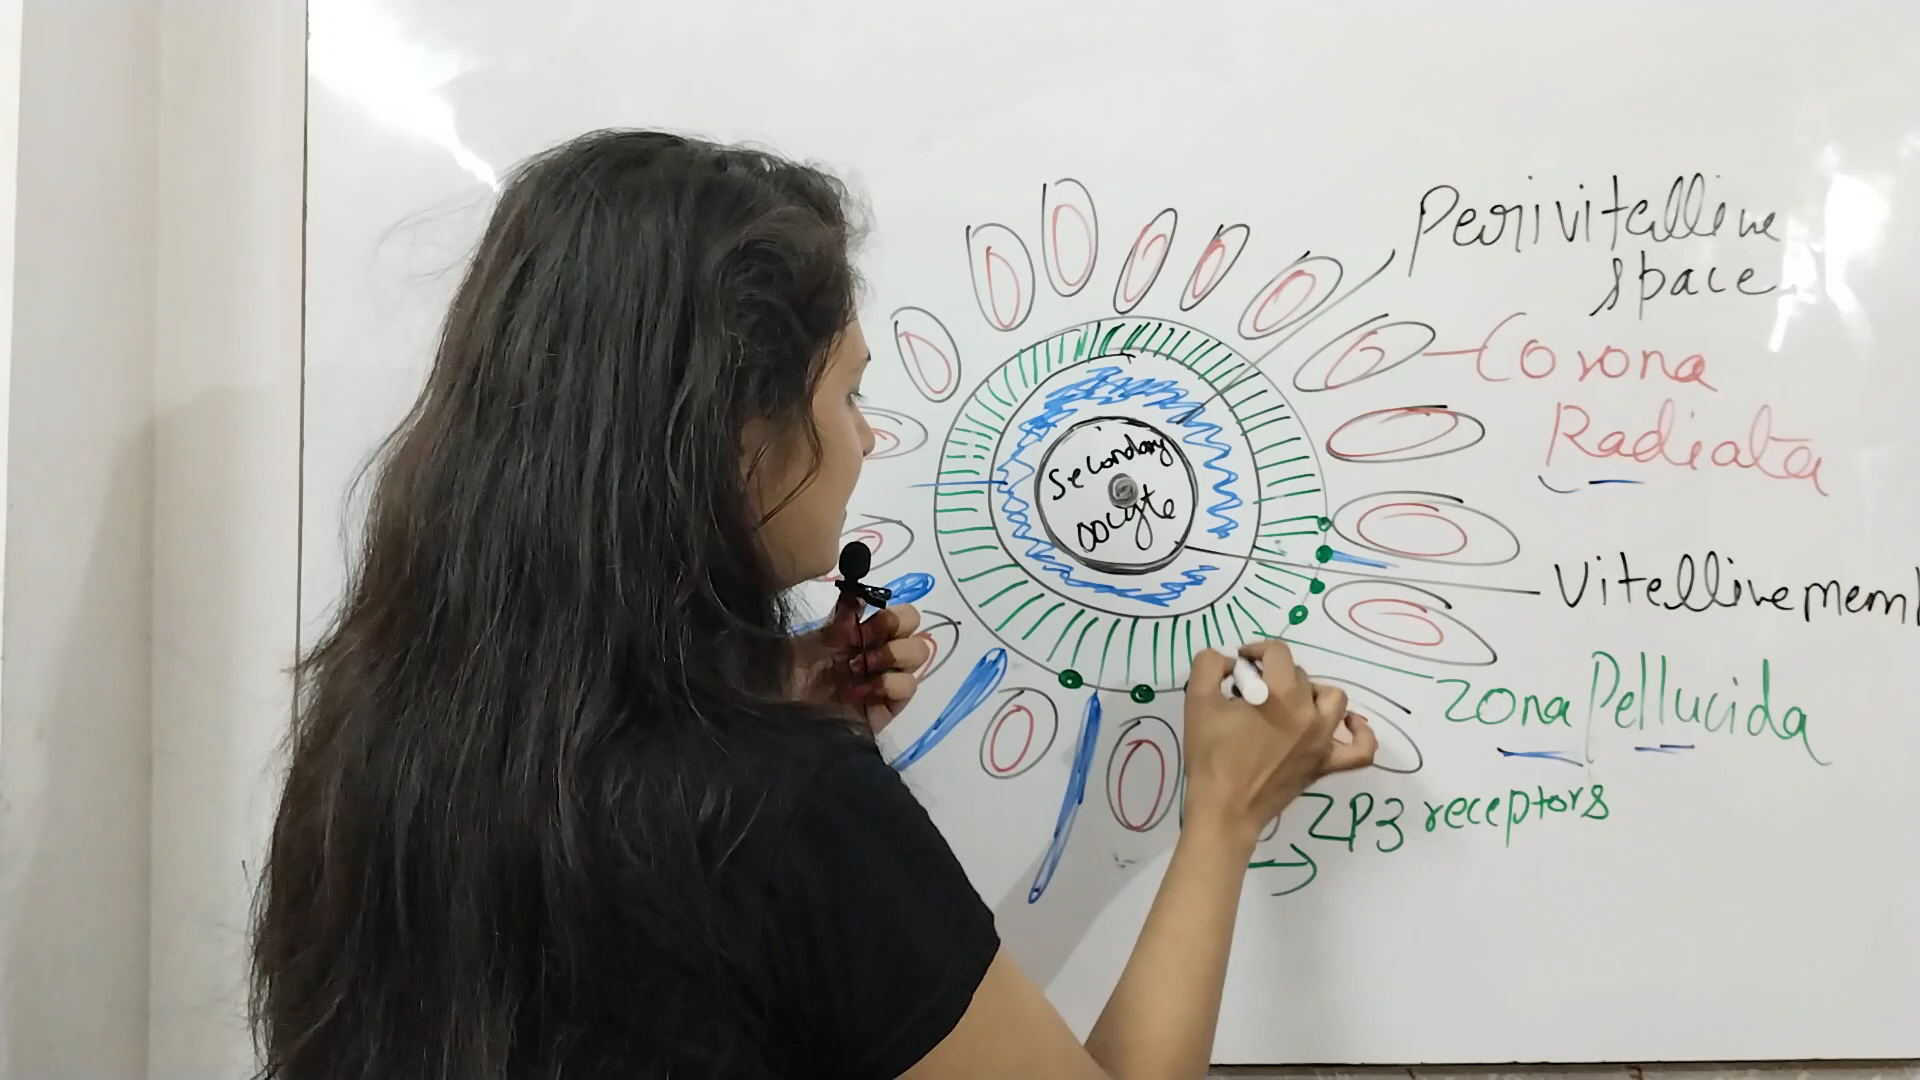 Perivitelline
space
Corona
Radiata
Secondary
oocyte
Vitelline memb
Zona Pellucida
ZP3 receptors